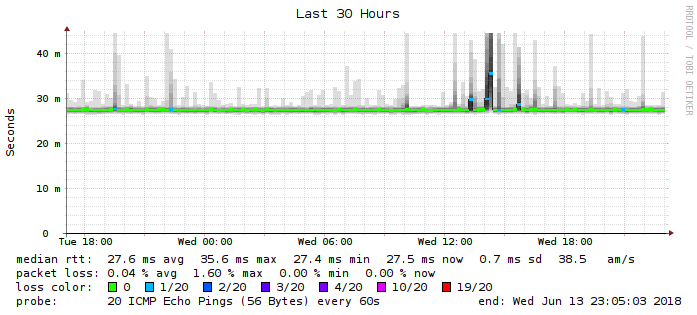 Last 30 Hours
RRDTOOL / TOBI OETIKER
Seconds
40 m
30 m
20 m
10 m
0
Tue 18:00 Wed 00:00 Wed 06:00 Wed 12:00 Wed 18:00
median rtt: 27.6 ms avg 35.6 ms max 27.4 ms min 27.5 ms now 0.7 ms sd 38.5 am/s
packet loss: 0.04 % avg 1.60 % max 0.00 % min 0.00 % now
loss color: 0 1/20 2/20 3/20 4/20 10/20 19/20
probe: 20 ICMP Echo Pings (56 Bytes) every 60s end: Wed Jun 13 23:05:03 2018